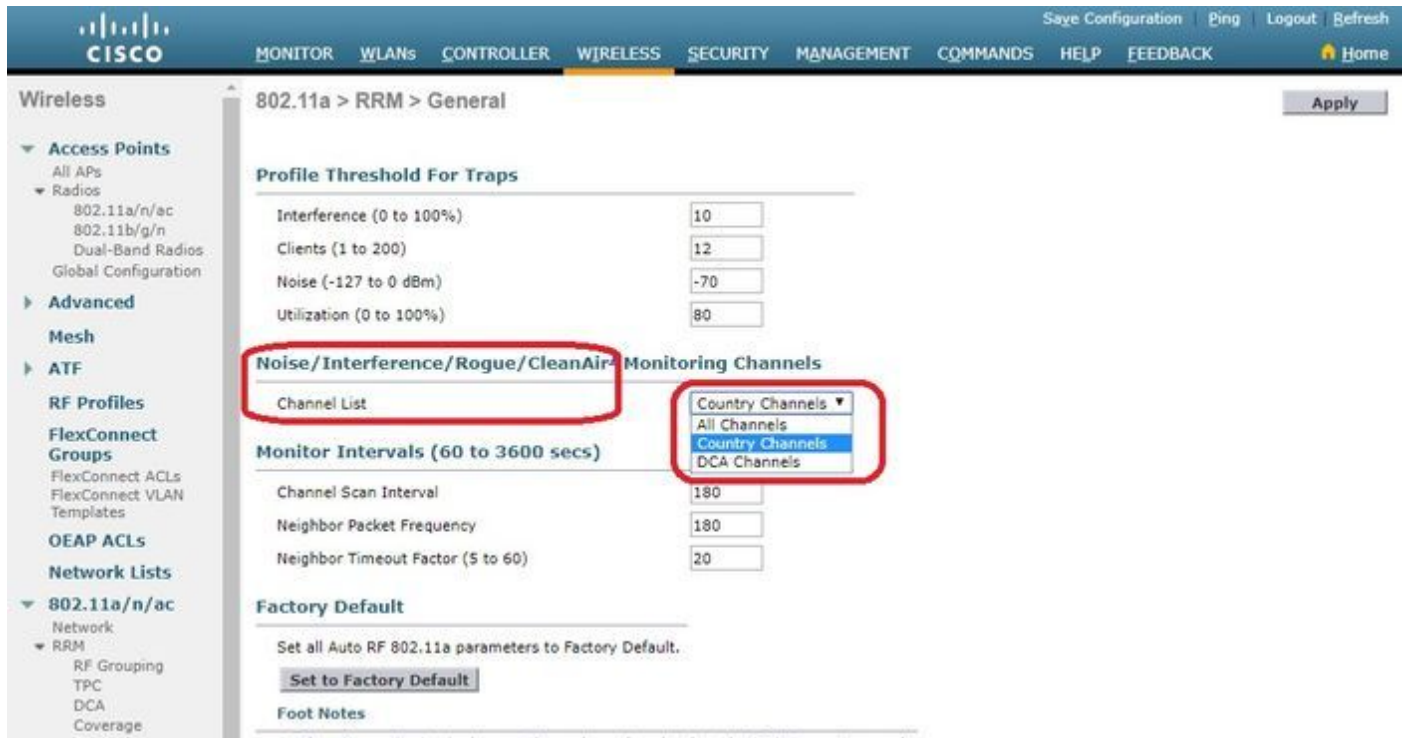 Save Configuration Ping Logout Refresh
CISCO MONITOR WLANs CONTROLLER WIRELESS SECURITY MANAGEMENT COMMANDS HELP FEEDBACK Home
Wireless
Access Points
All APs
Radios
802.11a/n/ac
802.11b/g/n
Dual-Band Radios
Global Configuration
Advanced
Mesh
ATF
RF Profiles
FlexConnect
Groups
FlexConnect ACLs
FlexConnect VLAN
Templates
OEAP ACLs
Network Lists
802.11a/n/ac
Network
RRM
RF Grouping
TPC
DCA
Coverage
802.11a > RRM > General
Apply
Profile Threshold For Traps
Interference (0 to 100%) 10
Clients (1 to 200) 12
Noise (-127 to 0 dBm) -70
Utilization (0 to 100%) 80
Noise/Interference/Rogue/CleanAir Monitoring Channels
Channel List Country Channels
All Channels
Country Channels
DCA Channels
Monitor Intervals (60 to 3600 secs)
Channel Scan Interval 180
Neighbor Packet Frequency 180
Neighbor Timeout Factor (5 to 60) 20
Factory Default
Set all Auto RF 802.11a parameters to Factory Default.
Set to Factory Default
Foot Notes